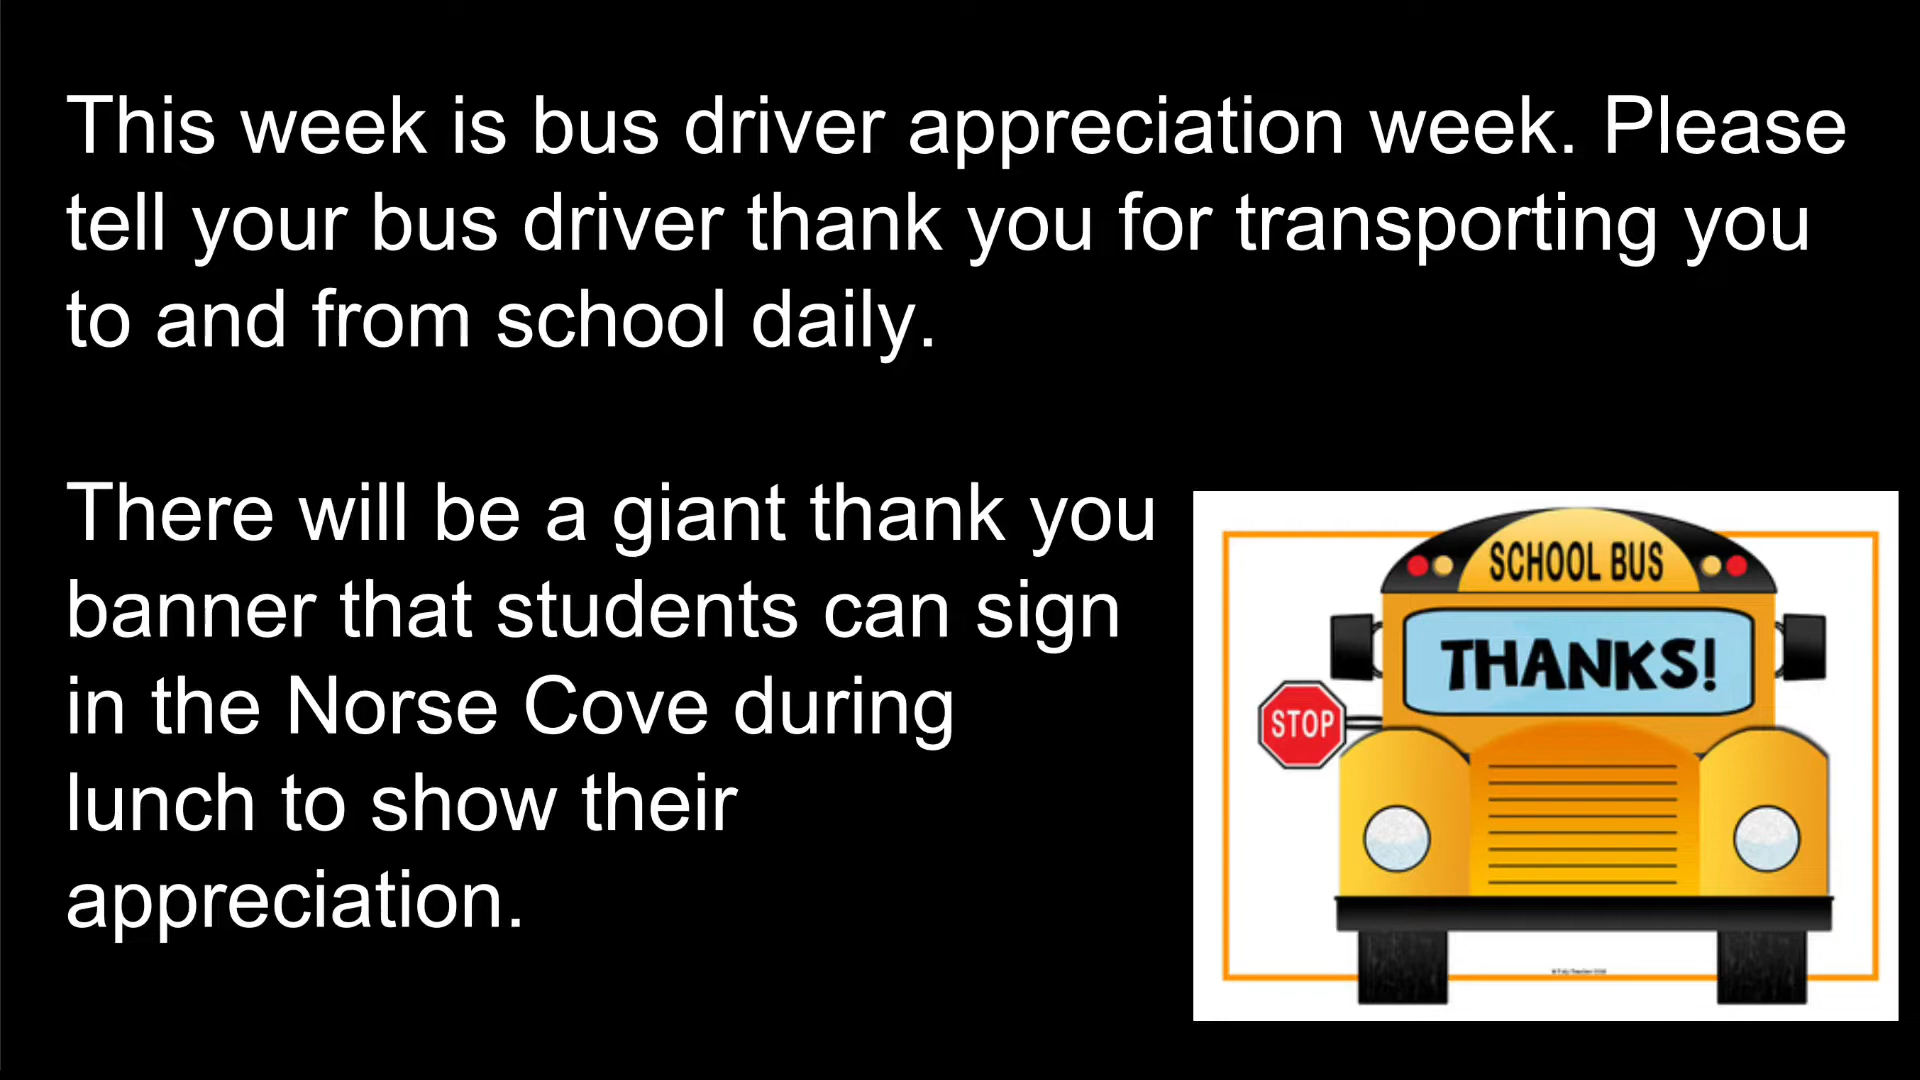 This week is bus driver appreciation week. Please
tell your bus driver thank you for transporting you
to and from school daily.
There will be a giant thank you
banner that students can sign
in the Norse Cove during
lunch to show their
appreciation.
SCHOOL BUS
THANKS!
STOP